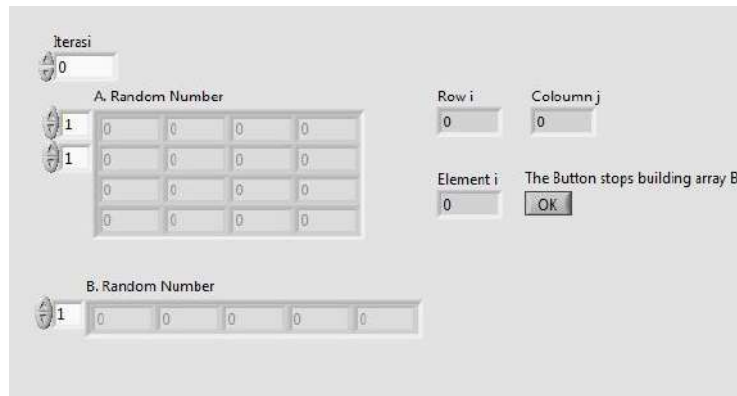 Iterasi
0
A. Random Number
1 0 0 0 0
1 0 0 0 0
0 0 0 0
0 0 0 0
Row i Coloumn j
0 0
Element i The Button stops building array B
0 OK
B. Random Number
1 0 0 0 0 0